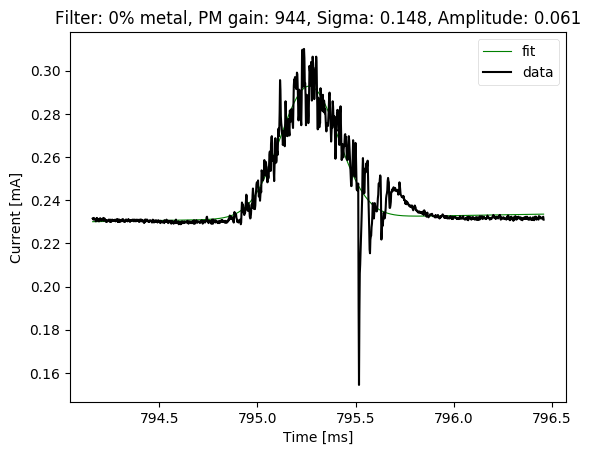 Filter: 0% metal, PM gain: 944, Sigma: 0.148, Amplitude: 0.061
fit
data
0.30
0.28
0.26
0.24
0.22
0.20
0.18
0.16
Current [mA]
794.5 795.0 795.5 796.0 796.5
Time [ms]